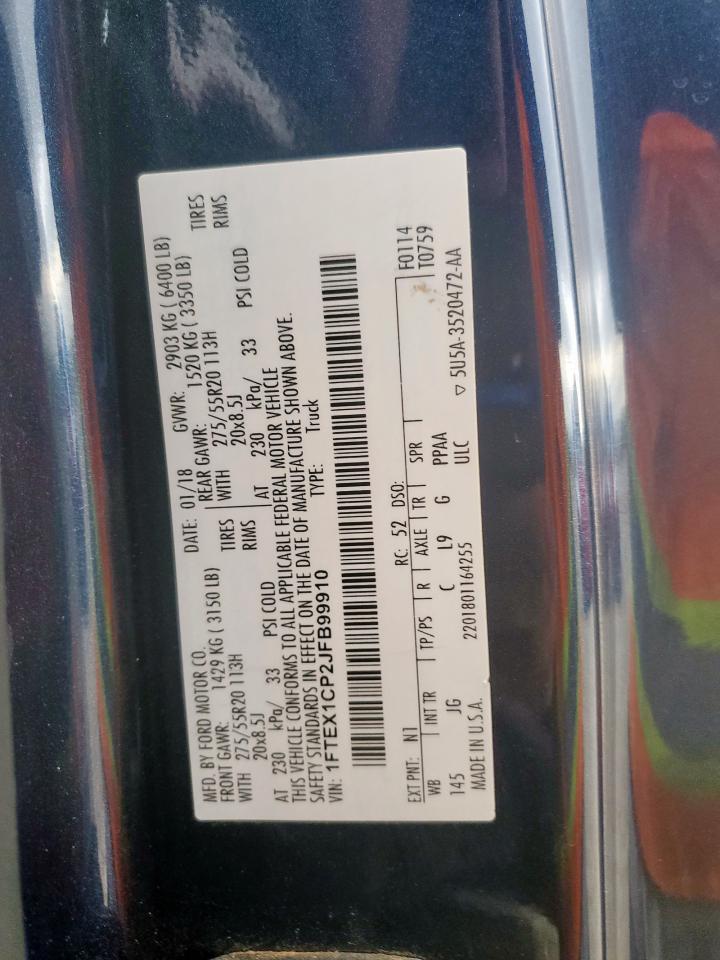 MFD. BY FORD MOTOR CO. DATE: 01/18 GVWR: 2903 KG ( 6400 LB)
FRONT GAWR: 1429 KG ( 3150 LB) REAR GAWR: 1520 KG ( 3350 LB)
WITH 275/55R20 113H TIRES WITH 275/55R20 113H TIRES
20x8.5J RIMS 20x8.5J RIMS
AT 230 kPa/ 33 PSI COLD AT 230 kPa/ 33 PSI COLD
THIS VEHICLE CONFORMS TO ALL APPLICABLE FEDERAL MOTOR VEHICLE
SAFETY STANDARDS IN EFFECT ON THE DATE OF MANUFACTURE SHOWN ABOVE.
VIN: 1FTEX1CP2JFB99910 TYPE: Truck
F0114
EXT PNT: N1 RC: 52 DSO: T0759
WB INT TR TP/PS R AXLE TR SPR
145 JG C L9 G PPAA ▽ 5U5A-3520472-AA
MADE IN U.S.A. 2201801164255 ULC